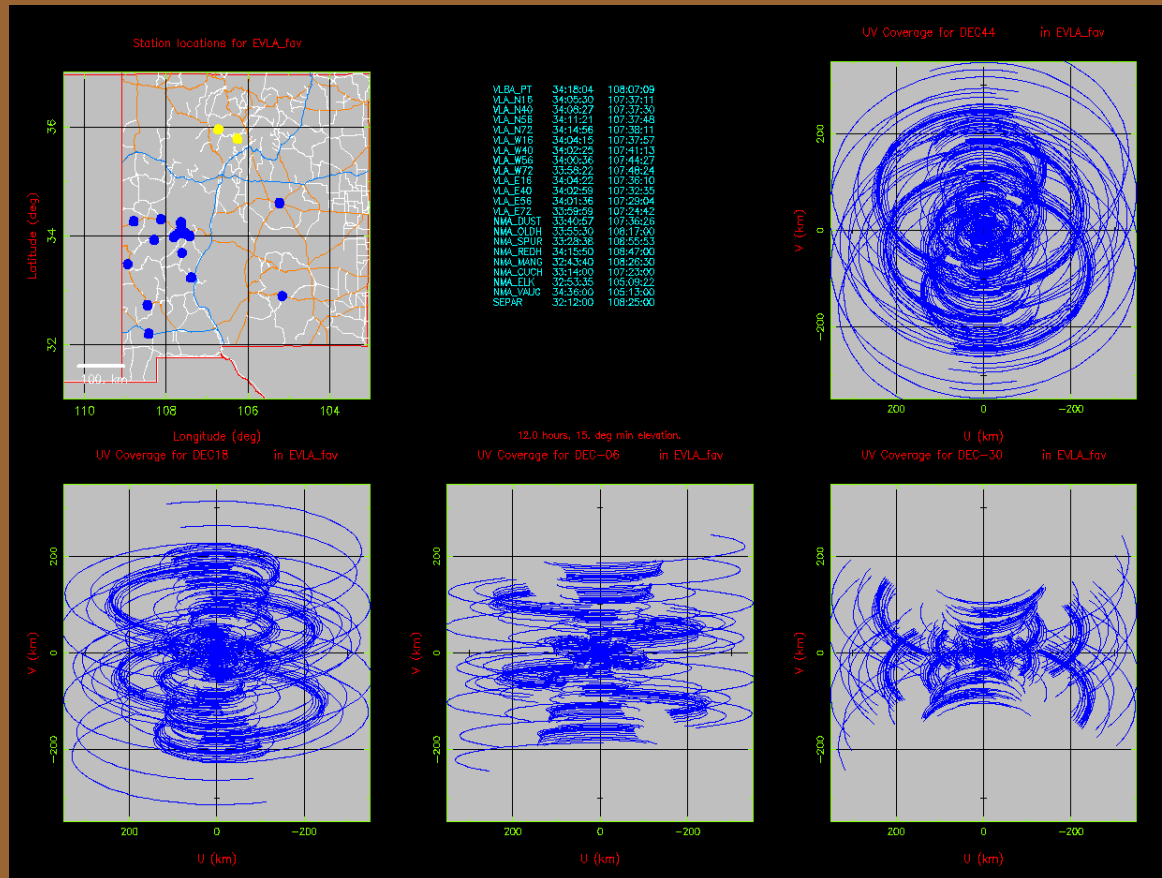 Station locations for EVLA_fav
36
34
32
Latitude (deg)
100. km
110 108 106 104
Longitude (deg)
VLBA_PT 34:18:04 108:07:09
VLA_N16 34:05:30 107:37:11
VLA_N40 34:08:27 107:37:30
VLA_N56 34:11:21 107:37:48
VLA_N72 34:14:56 107:38:11
VLA_W16 34:04:15 107:37:57
VLA_W40 34:02:25 107:41:13
VLA_W56 34:00:36 107:44:27
VLA_W72 33:58:22 107:48:24
VLA_E16 34:04:22 107:36:10
VLA_E40 34:02:59 107:32:35
VLA_E56 34:01:36 107:29:04
VLA_E72 33:59:59 107:24:42
NMA_DUST 33:40:57 107:36:26
NMA_OLDH 33:55:30 108:17:00
NMA_SPUR 33:28:38 108:55:53
NMA_REDH 34:15:50 108:47:00
NMA_MANG 32:43:40 108:26:30
NMA_CUCH 33:14:00 107:23:00
NMA_ELK 32:53:35 105:09:22
NMA_VAUG 34:36:00 105:13:00
SEPAR 32:12:00 108:25:00
12.0 hours, 15. deg min elevation.
UV Coverage for DEC44 in EVLA_fav
200
0
-200
V (km)
200 0 -200
U (km)
UV Coverage for DEC18 in EVLA_fav
200
0
-200
V (km)
200 0 -200
U (km)
UV Coverage for DEC-06 in EVLA_fav
200
0
-200
V (km)
200 0 -200
U (km)
UV Coverage for DEC-30 in EVLA_fav
200
0
-200
V (km)
200 0 -200
U (km)